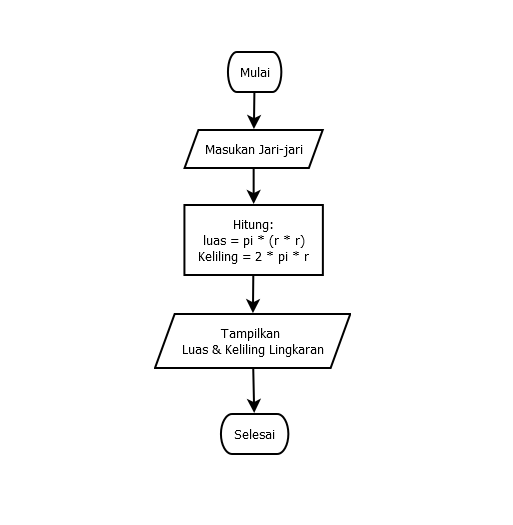 Mulai
Masukan Jari-jari
Hitung:
luas = pi * (r * r)
Keliling = 2 * pi * r
Tampilkan
Luas & Keliling Lingkaran
Selesai